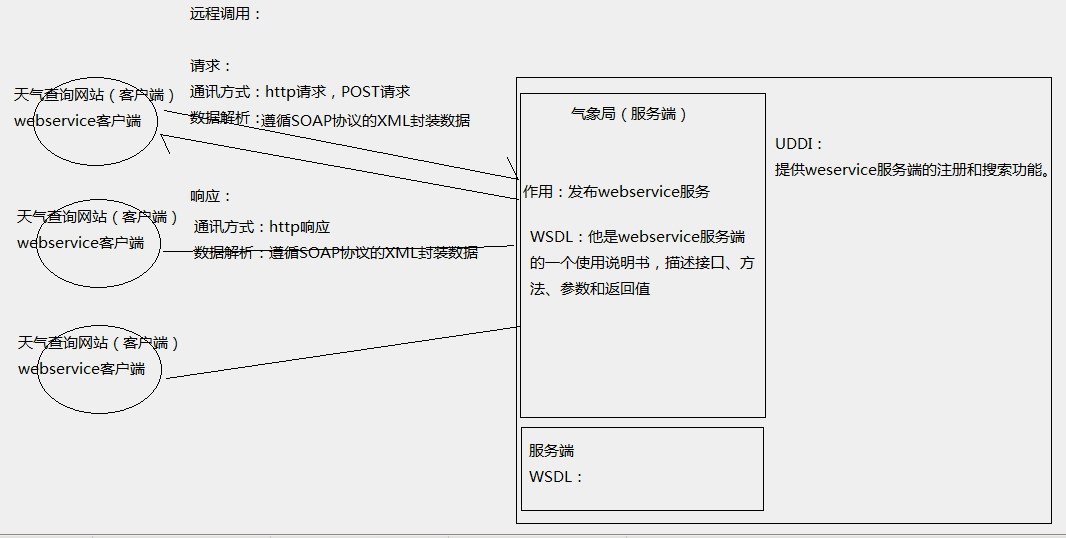 远程调用：
请求：
通讯方式：http请求，POST请求
数据解析：遵循SOAP协议的XML封装数据
天气查询网站（客户端）
webservice客户端
响应：
通讯方式：http响应
数据解析：遵循SOAP协议的XML封装数据
天气查询网站（客户端）
webservice客户端
天气查询网站（客户端）
webservice客户端
气象局（服务端）
作用：发布webservice服务
WSDL：他是webservice服务端
的一个使用说明书，描述接口、方
法、参数和返回值
服务端
WSDL：
UDDI：
提供weservice服务端的注册和搜索功能。